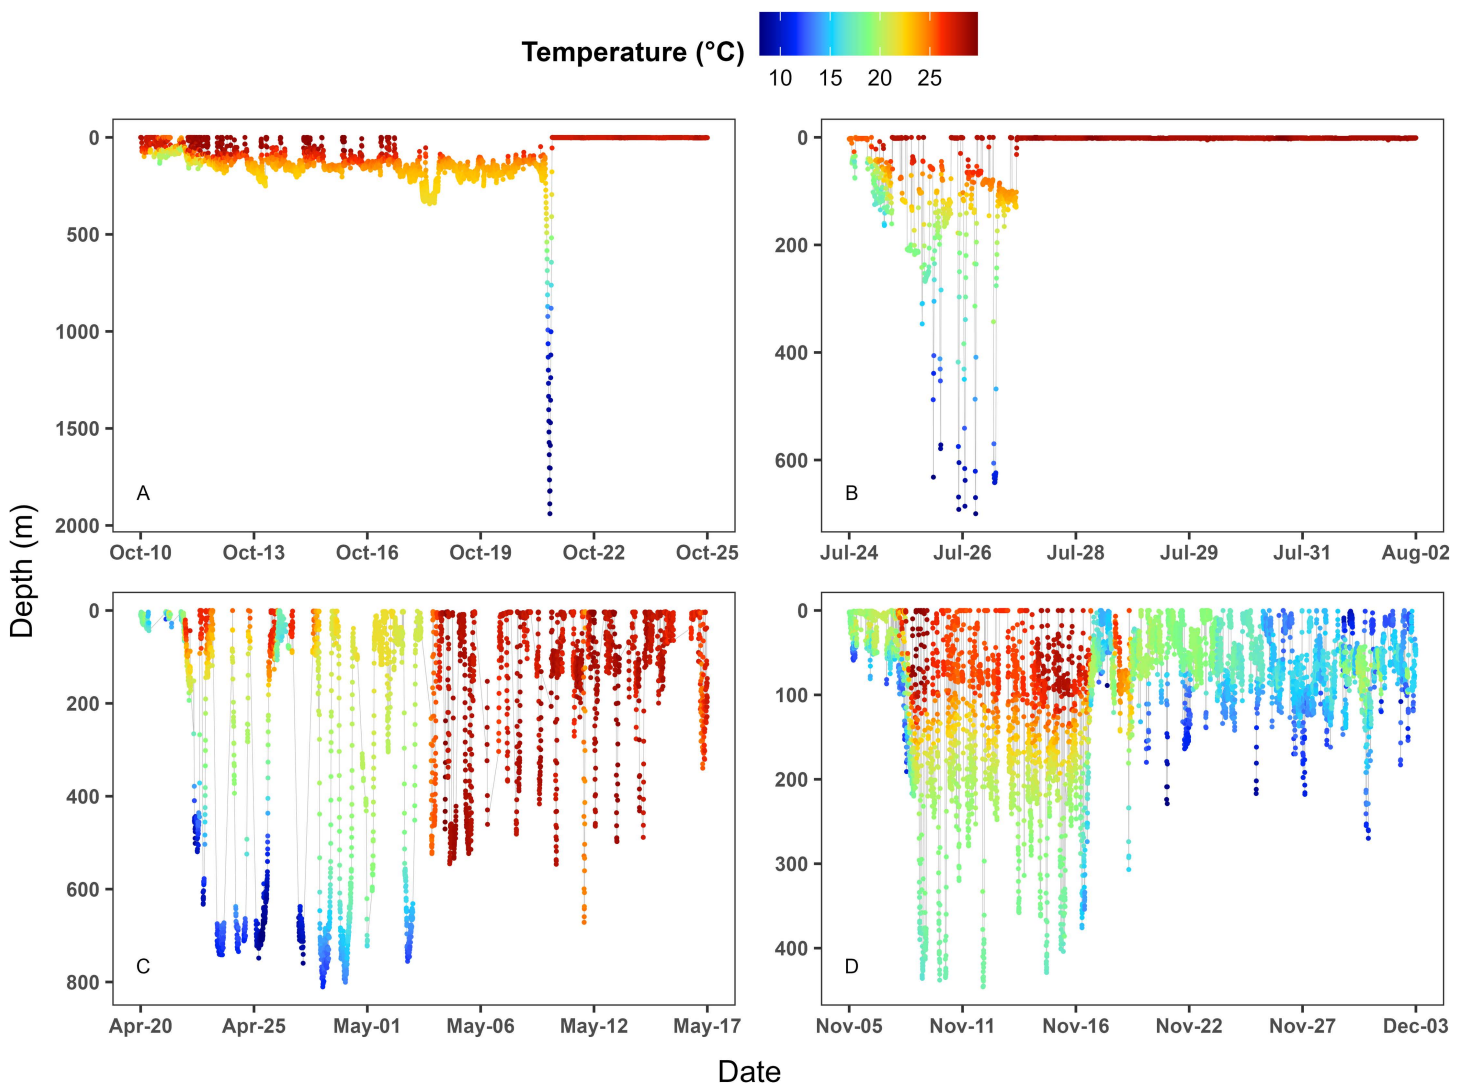 Temperature (°C)
10 15 20 25
0
500
1000
1500
2000
A
Oct-10 Oct-13 Oct-16 Oct-19 Oct-22 Oct-25
0
200
400
600
B
Jul-24 Jul-26 Jul-28 Jul-29 Jul-31 Aug-02
Depth (m)
0
200
400
600
800
C
Apr-20 Apr-25 May-01 May-06 May-12 May-17
0
100
200
300
400
D
Nov-05 Nov-11 Nov-16 Nov-22 Nov-27 Dec-03
Date